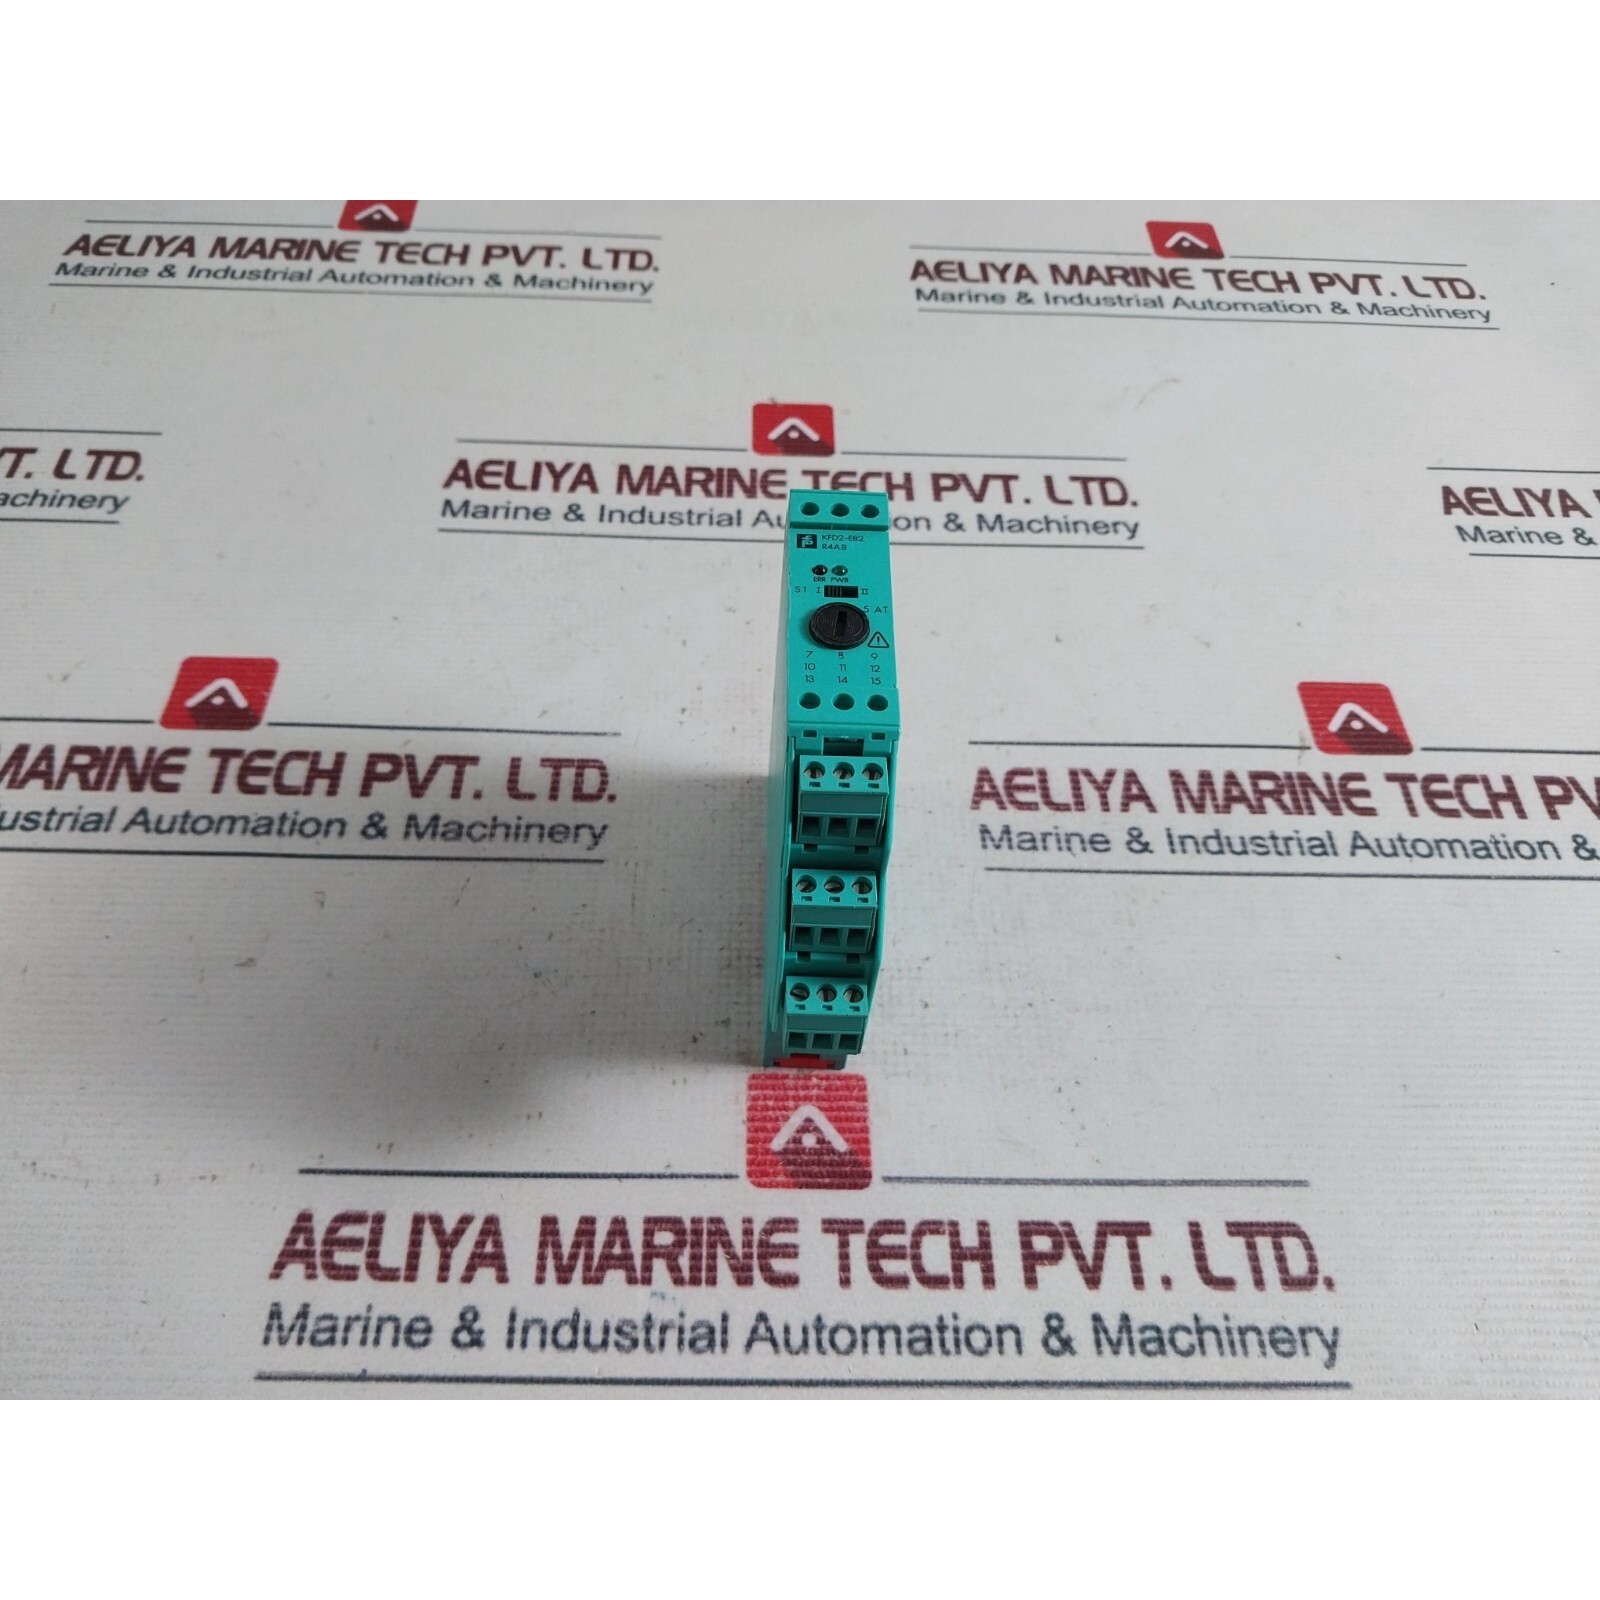 AELIYA MARINE TECH PVT. LTD.
Marine & Industrial Automation & Machinery
AELIYA MARINE TECH PVT. LTD.
Marine & Industrial Automation & Machinery
VT. LTD.
achinery
AELIYA MARINE TECH PVT. LTD.
Marine & Industrial Au on & Machinery
AELIYA
Marine &
KFD2-EB2.
R4A.B
ERR PWR
S1 I II
5 AT
7 8 9
10 11 12
13 14 15
MARINE TECH PVT. LTD.
ustrial Automation & Machinery
AELIYA MARINE TECH PV
Marine & Industrial Automation &
AELIYA MARINE TECH PVT. LTD.
Marine & Industrial Automation & Machinery